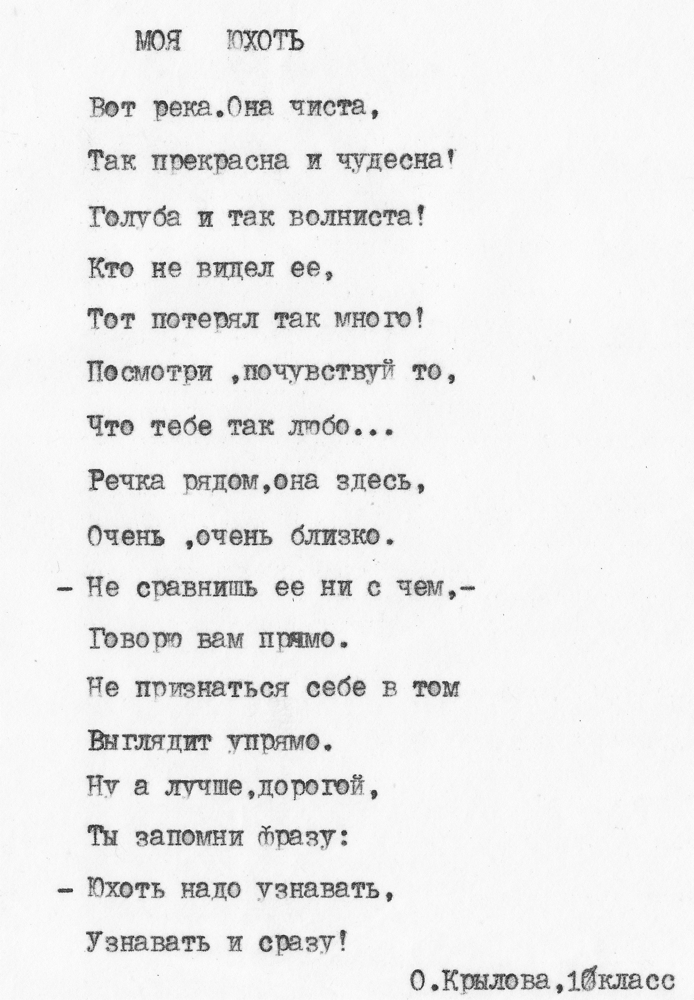 МОЯ ЮХОТЬ
Вот река.Она чиста,
Так прекрасна и чудесна!
Голуба и так волниста!
Кто не видел ее,
Тот потерял так много!
Посмотри ,почувствуй то,
Что тебе так любо...
Речка рядом,она здесь,
Очень ,очень близко.
- Не сравнишь ее ни с чем,-
Говорю вам прямо.
Не признаться себе в том
Выглядит упрямо.
Ну а лучше,дорогой,
Ты запомни фразу:
- Юхоть надо узнавать,
Узнавать и сразу!
О.Крылова,10класс